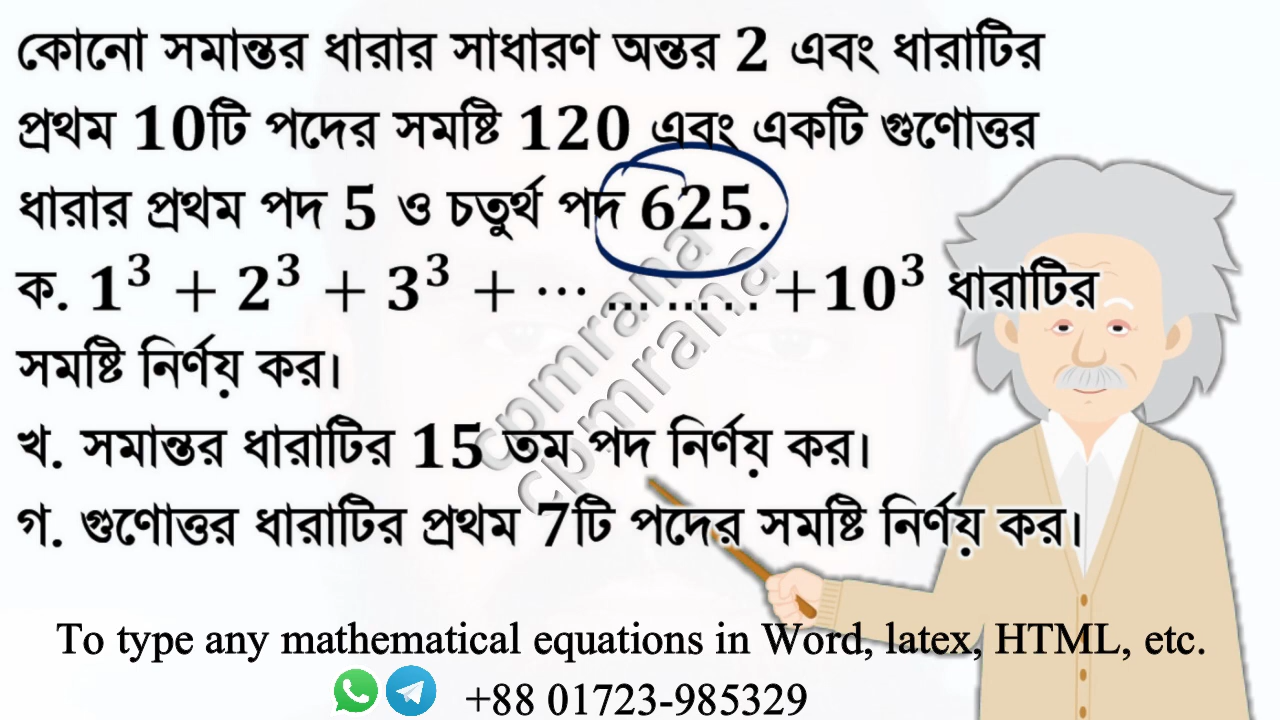 কোনো সমান্তর ধারার সাধারণ অন্তর 2 এবং ধারাটির
প্রথম 10টি পদের সমষ্টি 120 এবং একটি গুণোত্তর
ধারার প্রথম পদ 5 ও চতুর্থ পদ 625.
ক. 1³ + 2³ + 3³ + ⋯ … … . . +10³ ধারাটির
সমষ্টি নির্ণয় কর।
খ. সমান্তর ধারাটির 15 তম পদ নির্ণয় কর।
গ. গুণোত্তর ধারাটির প্রথম 7টি পদের সমষ্টি নির্ণয় কর।
cpmrana
cpmrana
To type any mathematical equations in Word, latex, HTML, etc.
+88 01723-985329